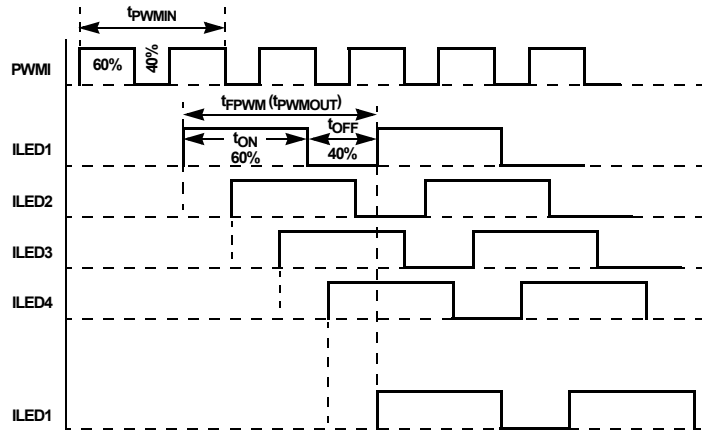 tPWMIN
PWMI
60%
40%
tFPWM (tPWMOUT)
tON
60%
tOFF
40%
ILED1
ILED2
ILED3
ILED4
ILED1